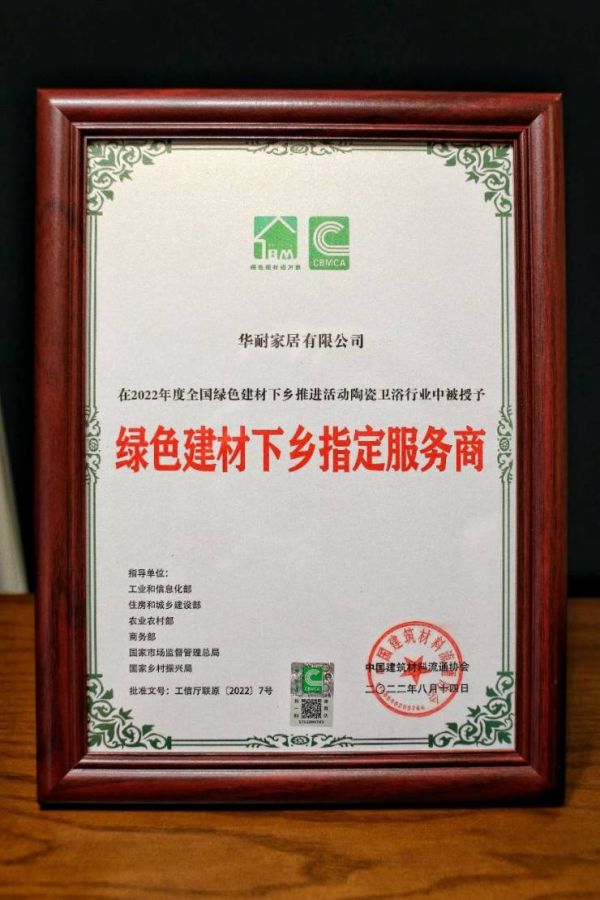 BM
绿色建材进万家
CBMCA
华耐家居有限公司
在2022年度全国绿色建材下乡推进活动陶瓷卫浴行业中被授予
绿色建材下乡指定服务商
指导单位：
工业和信息化部
住房和城乡建设部
农业农村部
商务部
国家市场监督管理总局
国家乡村振兴局
批准文号：工信厅联原〔2022〕7号
CBMCA
中国建筑材料流通协会
二〇二二年八月十四日